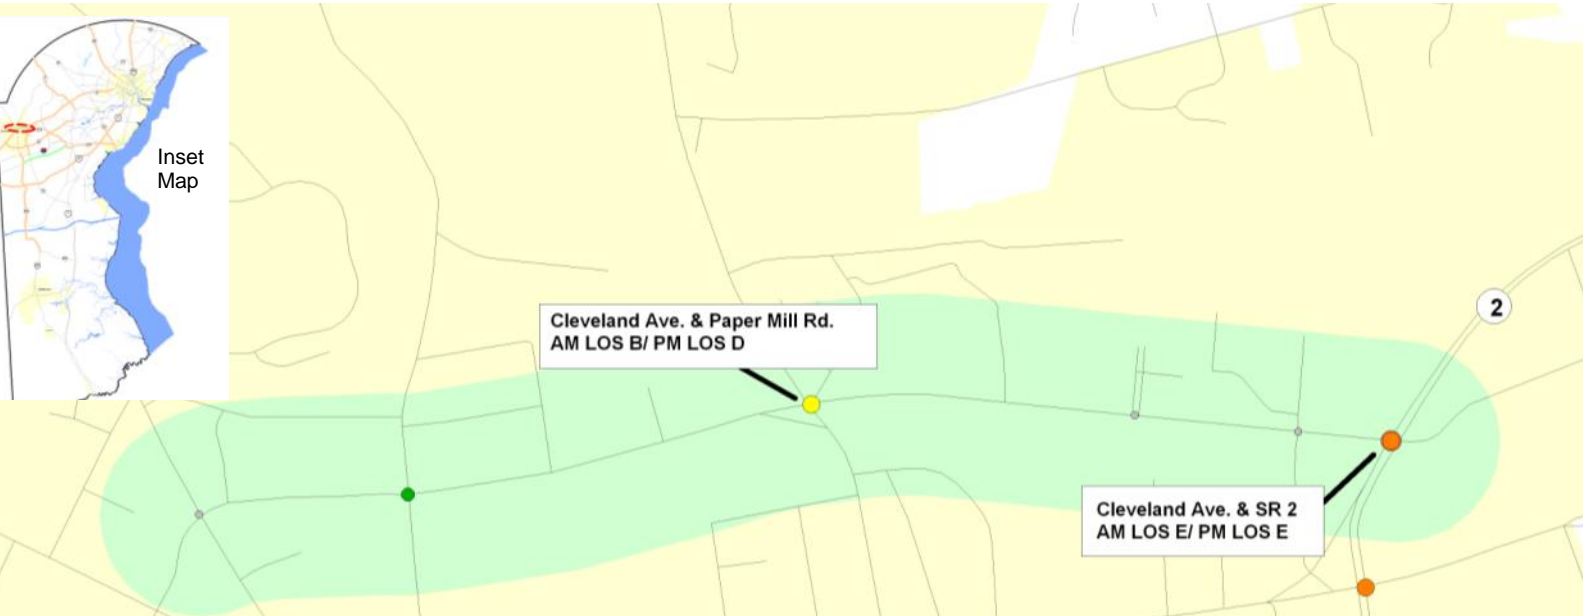 Inset
Map
Cleveland Ave. & Paper Mill Rd.
AM LOS B/ PM LOS D
2
Cleveland Ave. & SR 2
AM LOS E/ PM LOS E